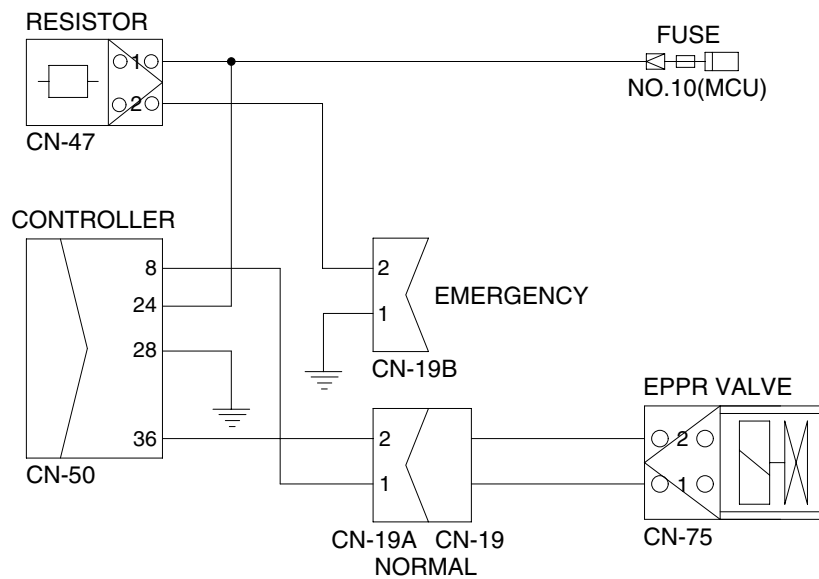 RESISTOR
FUSE
1
2
NO.10(MCU)
CN-47
CONTROLLER
8
2
24
EMERGENCY
1
28
CN-19B
EPPR VALVE
36
2
2
CN-50
1
1
CN-19A CN-19
CN-75
NORMAL